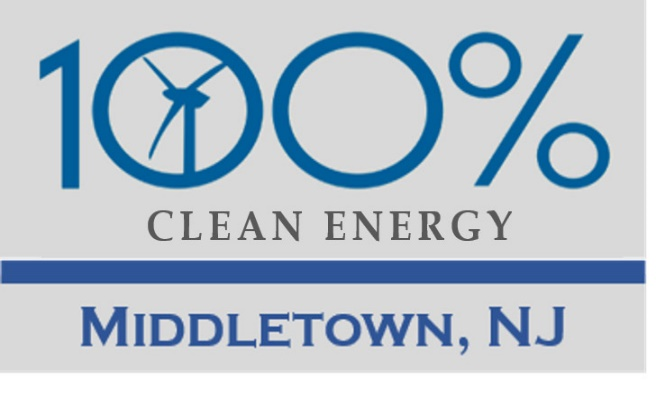 100%
CLEAN ENERGY
MIDDLETOWN, NJ